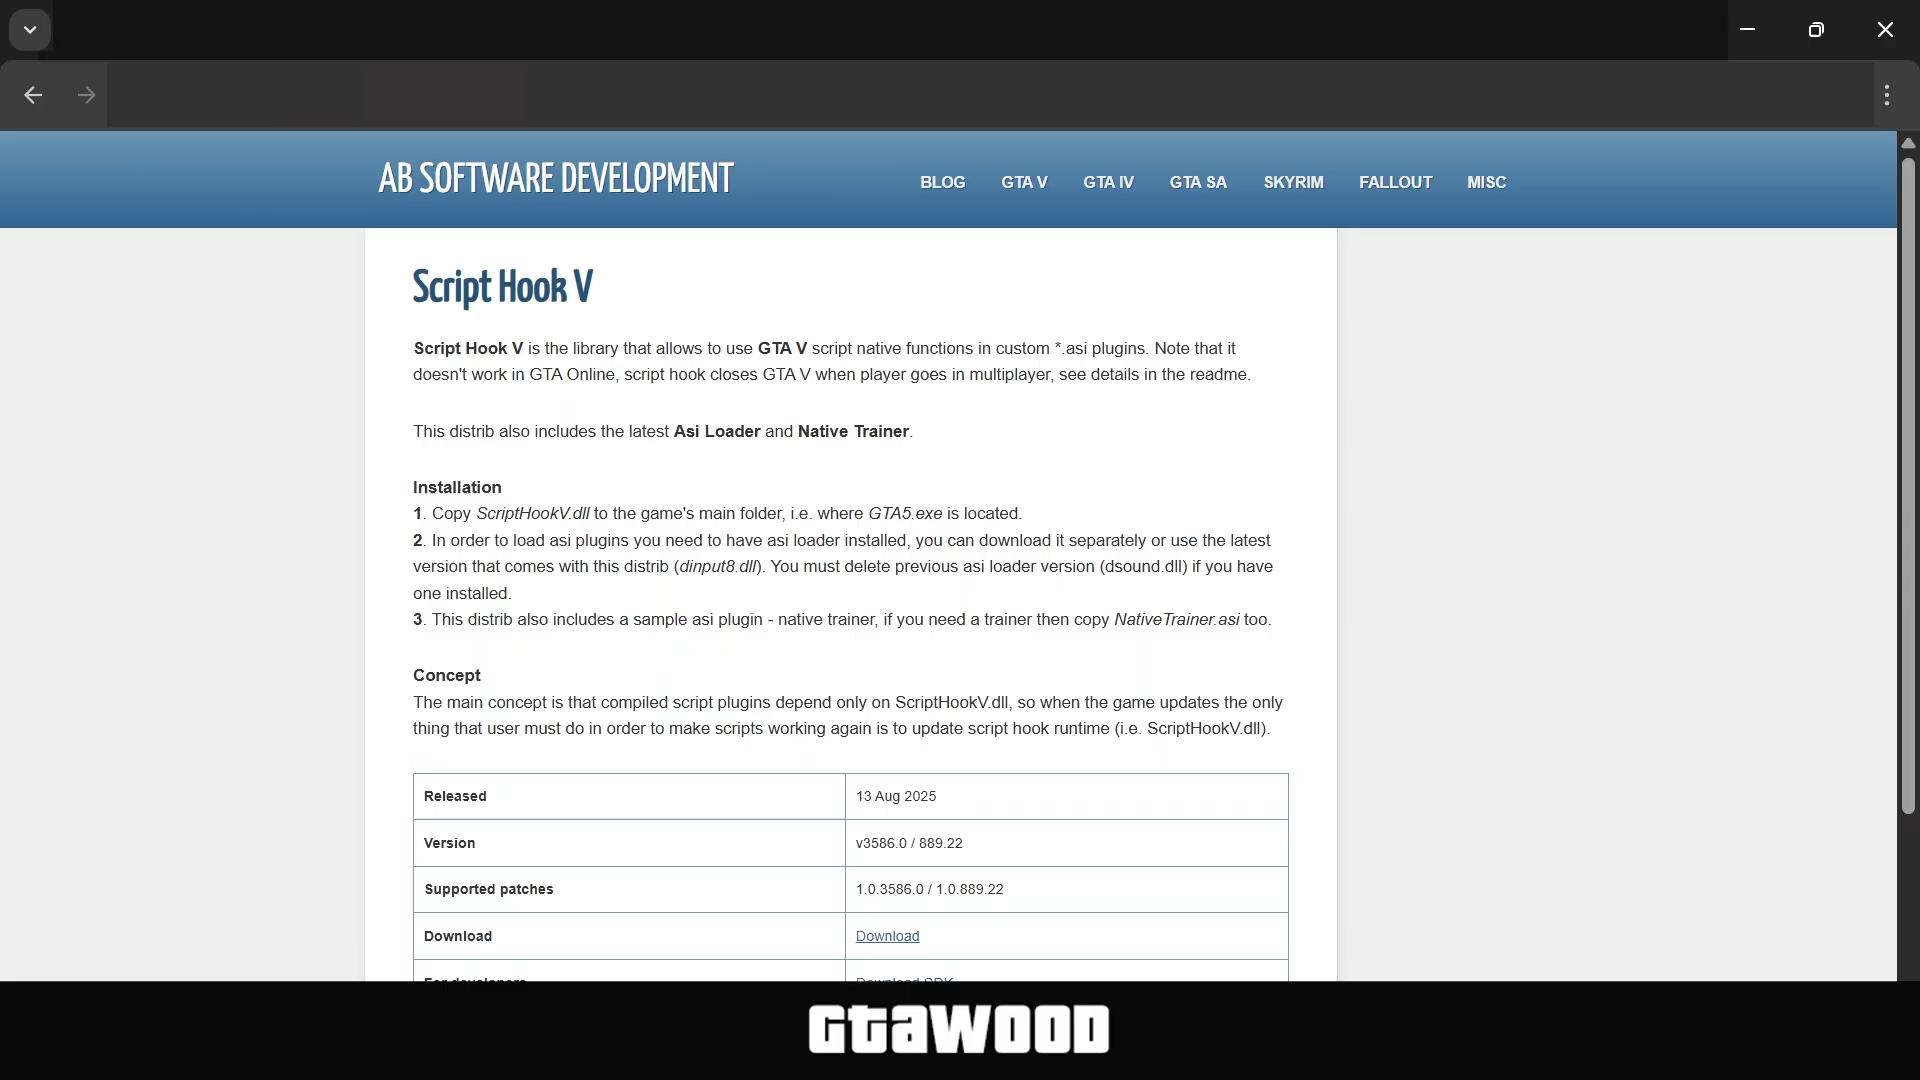 AB SOFTWARE DEVELOPMENT
BLOG GTA V GTA IV GTA SA SKYRIM FALLOUT MISC
Script Hook V
Script Hook V is the library that allows to use GTA V script native functions in custom *.asi plugins. Note that it
doesn't work in GTA Online, script hook closes GTA V when player goes in multiplayer, see details in the readme.
This distrib also includes the latest Asi Loader and Native Trainer.
Installation
1. Copy ScriptHookV.dll to the game's main folder, i.e. where GTA5.exe is located.
2. In order to load asi plugins you need to have asi loader installed, you can download it separately or use the latest
version that comes with this distrib (dinput8.dll). You must delete previous asi loader version (dsound.dll) if you have
one installed.
3. This distrib also includes a sample asi plugin - native trainer, if you need a trainer then copy NativeTrainer.asi too.
Concept
The main concept is that compiled script plugins depend only on ScriptHookV.dll, so when the game updates the only
thing that user must do in order to make scripts working again is to update script hook runtime (i.e. ScriptHookV.dll).
Released 13 Aug 2025
Version v3586.0 / 889.22
Supported patches 1.0.3586.0 / 1.0.889.22
Download Download
For developers Download SDK
GTAWOOD